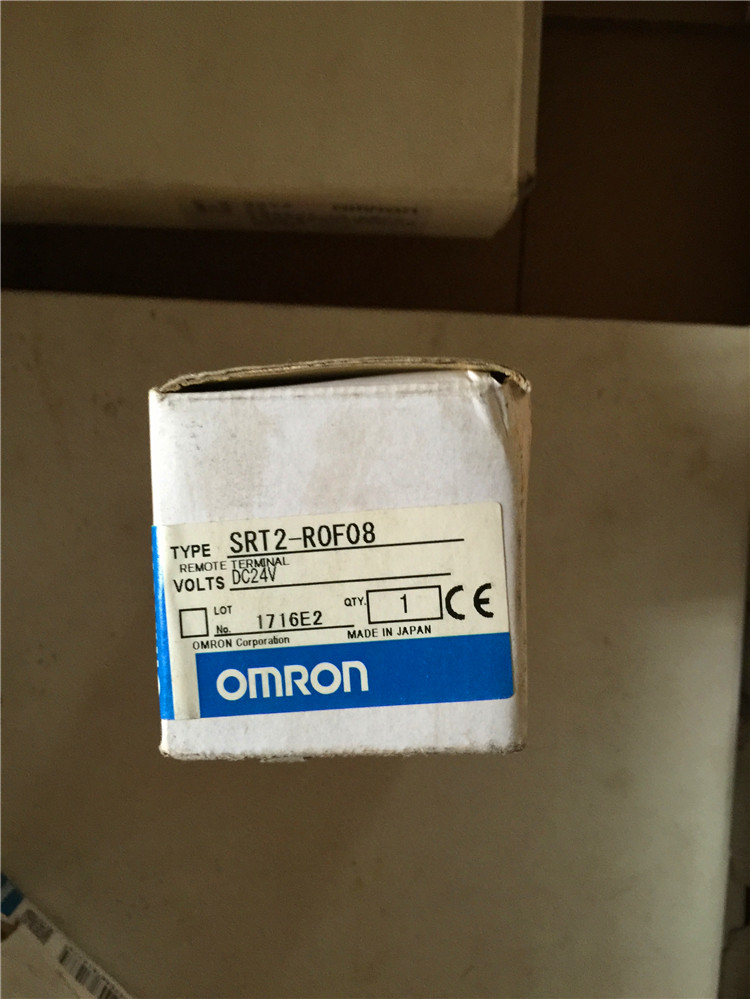 OMRON
TYPE SRT2-ROF08
REMOTE TERMINAL
VOLTS DC24V
LOT
No. 1716E2
QTY. 1
CE
OMRON Corporation
MADE IN JAPAN
OMRON